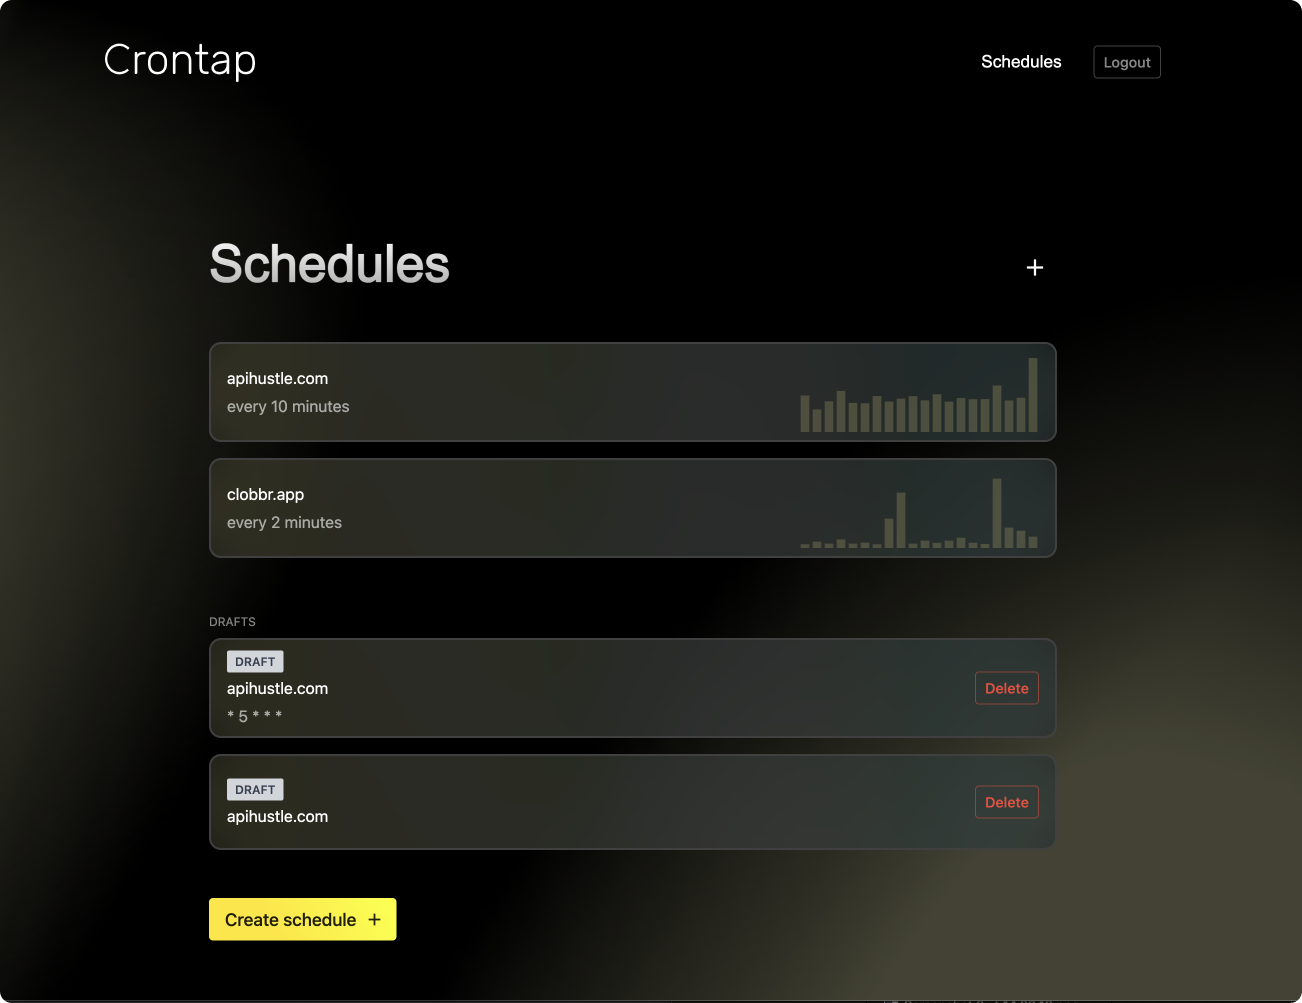 Crontap
Schedules
Logout
Schedules
+
apihustle.com
every 10 minutes
clobbr.app
every 2 minutes
DRAFTS
DRAFT
apihustle.com
* 5 * * *
Delete
DRAFT
apihustle.com
Delete
Create schedule +